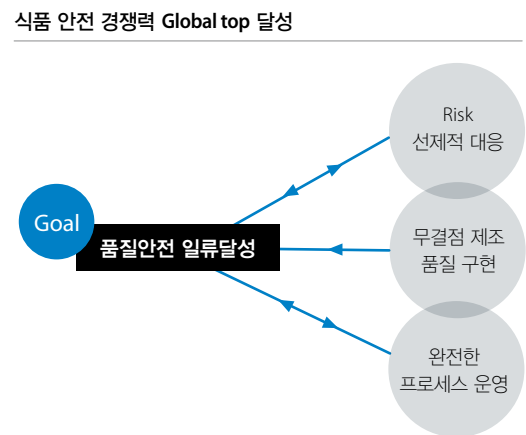 식품 안전 경쟁력 Global top 달성
Risk
선제적 대응
Goal
품질안전 일류달성
무결점 제조
품질 구현
완전한
프로세스 운영